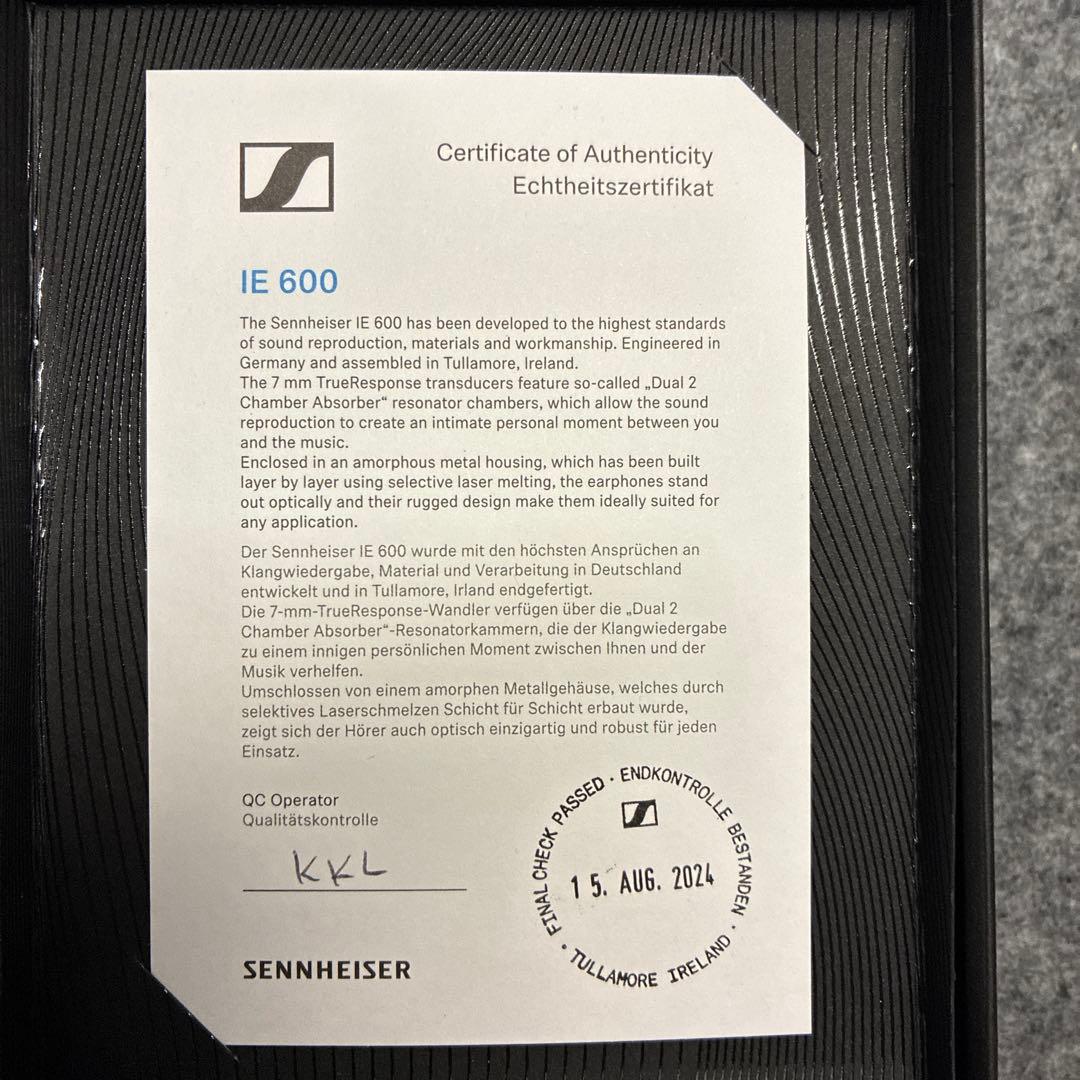 Certificate of Authenticity
Echtheitszertifikat
IE 600
The Sennheiser IE 600 has been developed to the highest standards
of sound reproduction, materials and workmanship. Engineered in
Germany and assembled in Tullamore, Ireland.
The 7 mm TrueResponse transducers feature so-called „Dual 2
Chamber Absorber“ resonator chambers, which allow the sound
reproduction to create an intimate personal moment between you
and the music.
Enclosed in an amorphous metal housing, which has been built
layer by layer using selective laser melting, the earphones stand
out optically and their rugged design make them ideally suited for
any application.
Der Sennheiser IE 600 wurde mit den höchsten Ansprüchen an
Klangwiedergabe, Material und Verarbeitung in Deutschland
entwickelt und in Tullamore, Irland endgefertigt.
Die 7-mm-TrueResponse-Wandler verfügen über die „Dual 2
Chamber Absorber“-Resonatorkammern, die der Klangwiedergabe
zu einem innigen persönlichen Moment zwischen Ihnen und der
Musik verhelfen.
Umschlossen von einem amorphen Metallgehäuse, welches durch
selektives Laserschmelzen Schicht für Schicht erbaut wurde,
zeigt sich der Hörer auch optisch einzigartig und robust für jeden
Einsatz.
QC Operator
Qualitätskontrolle
KKL
SENNHEISER
· FINAL CHECK PASSED · ENDKONTROLLE BESTANDEN ·
15. AUG. 2024
TULLAMORE IRELAND